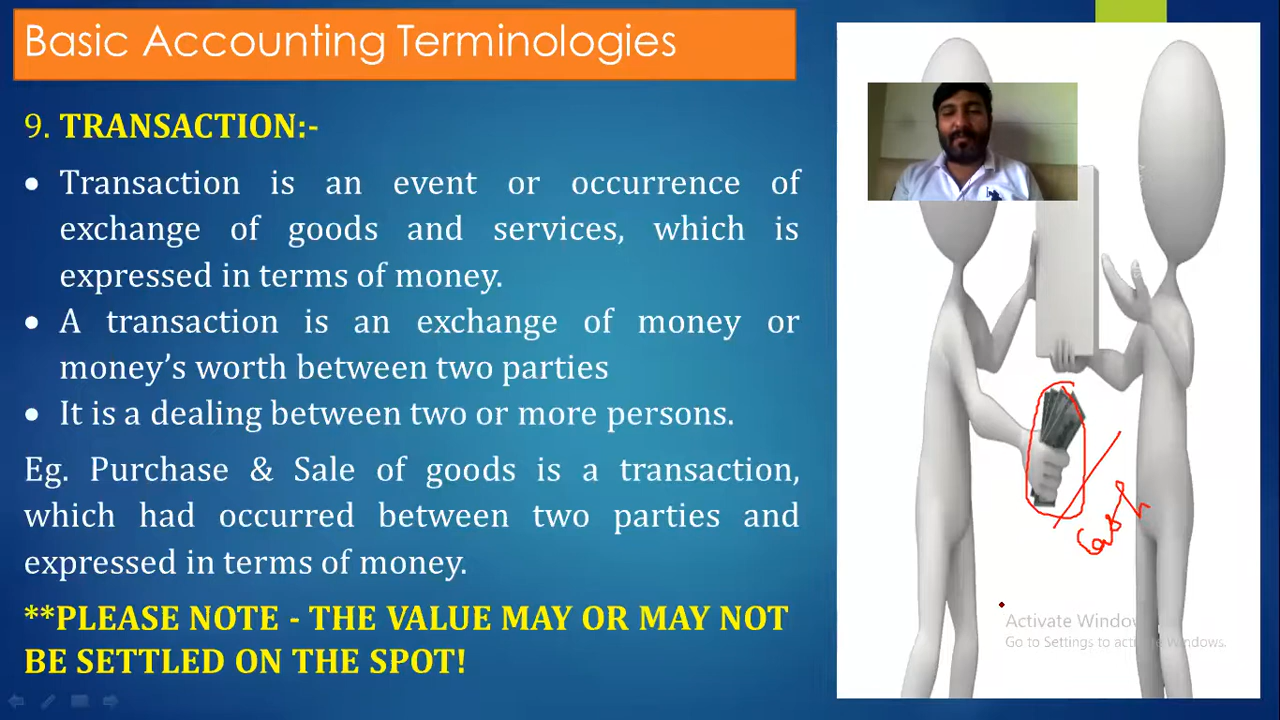 Basic Accounting Terminologies
9. TRANSACTION:-
• Transaction is an event or occurrence of
exchange of goods and services, which is
expressed in terms of money.
• A transaction is an exchange of money or
money’s worth between two parties
• It is a dealing between two or more persons.
Eg. Purchase & Sale of goods is a transaction,
which had occurred between two parties and
expressed in terms of money.
**PLEASE NOTE - THE VALUE MAY OR MAY NOT
BE SETTLED ON THE SPOT!
Cash
Activate Windows
Go to Settings to activate Windows.